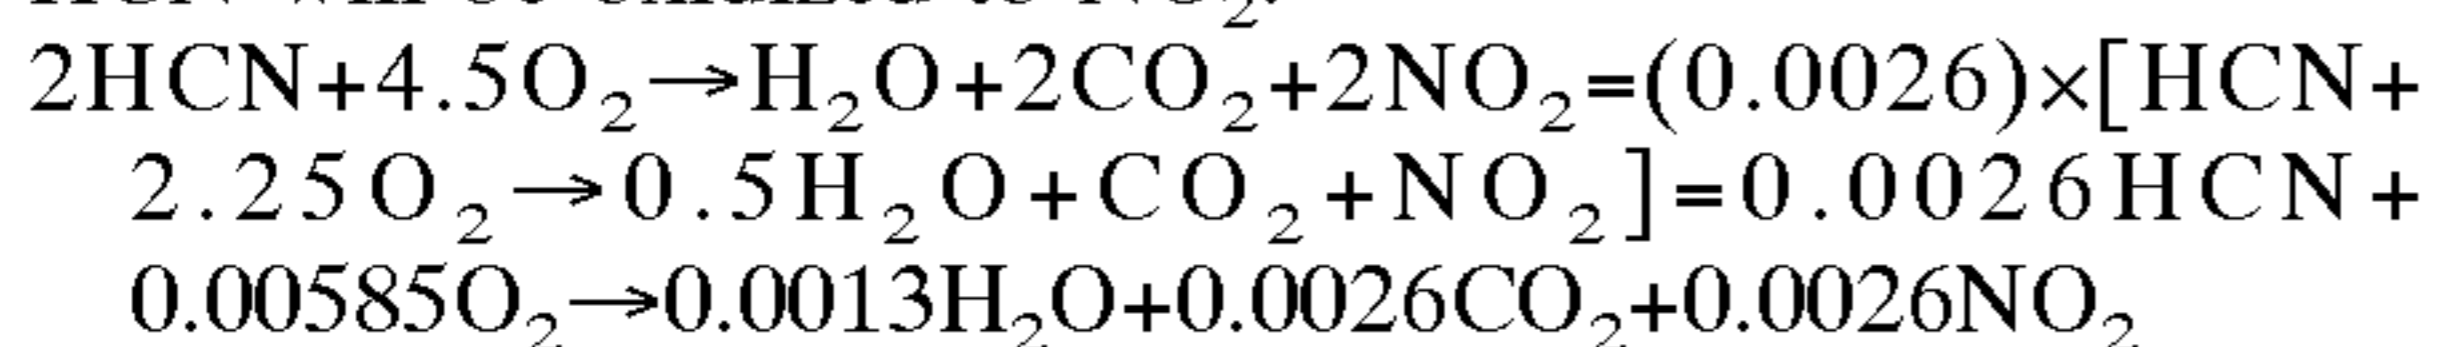 2HCN+4.5O₂→H₂O+2CO₂+2NO₂=(0.0026)×[HCN+
2.25O₂→0.5H₂O+CO₂+NO₂]=0.0026HCN+
0.00585O₂→0.0013H₂O+0.0026CO₂+0.0026NO₂